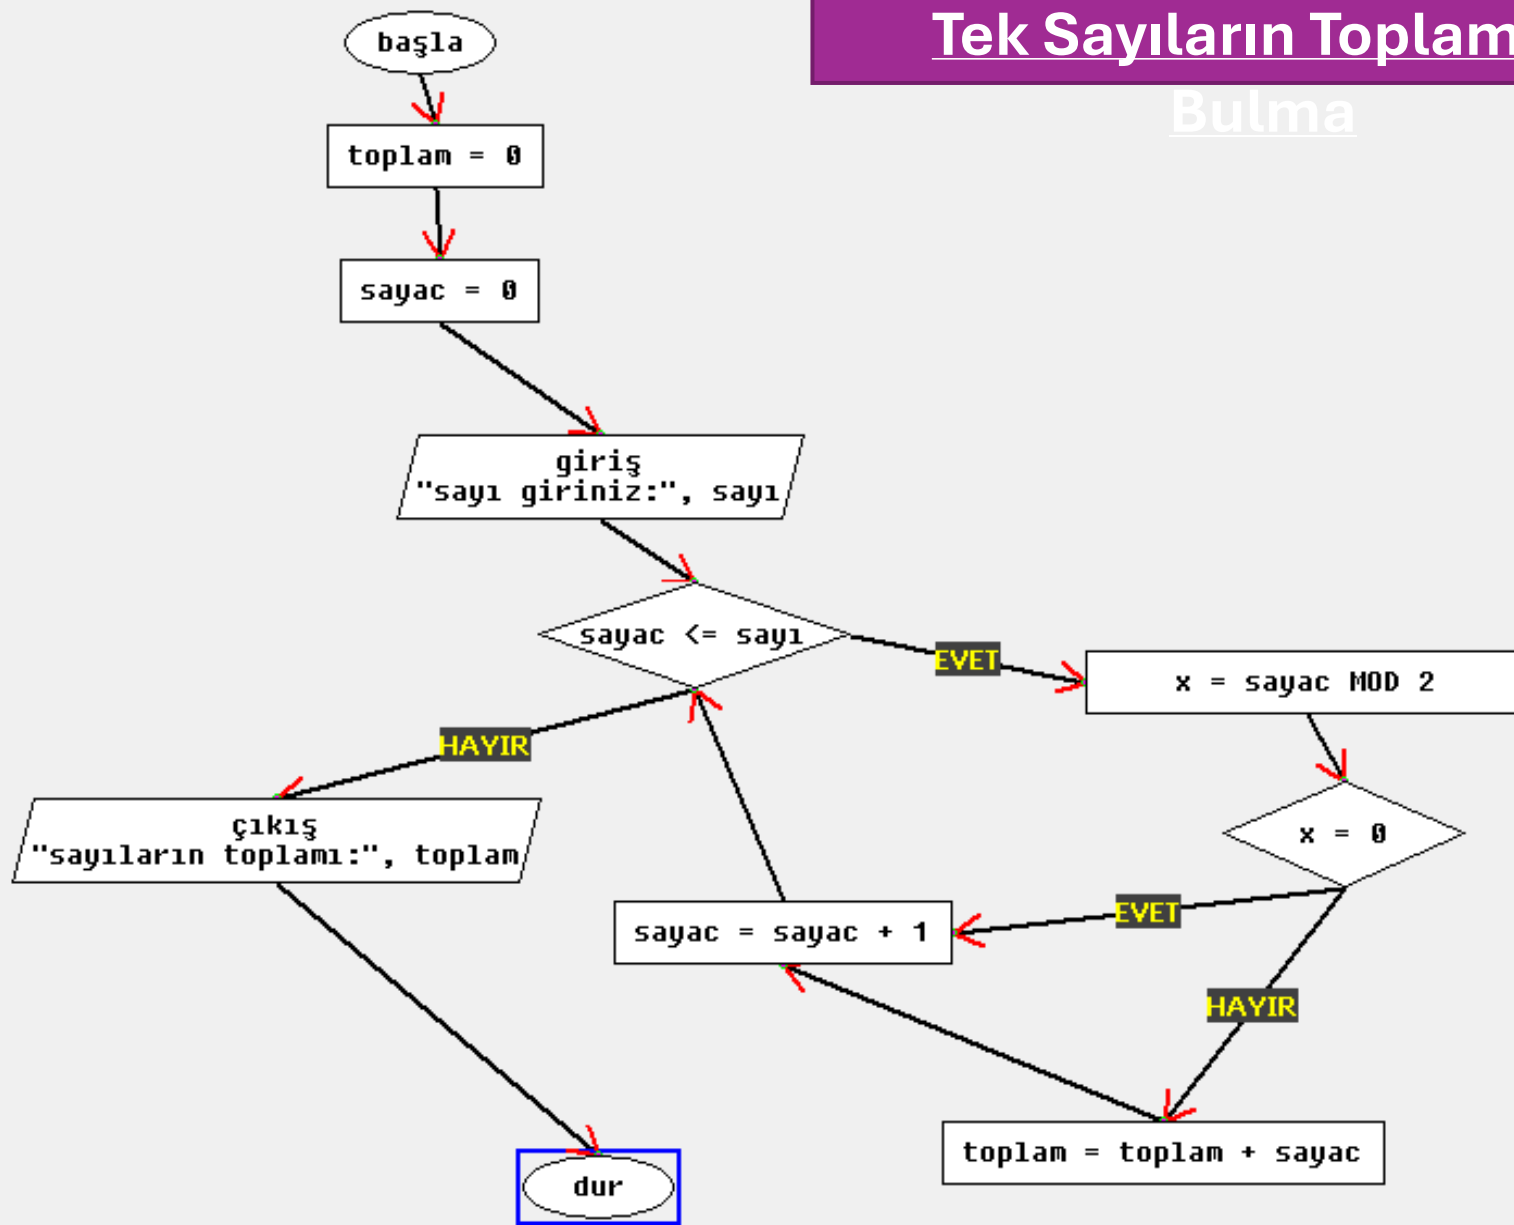 Tek Sayıların Toplam
Bulma
başla
toplam = 0
sayac = 0
giriş
"sayı giriniz:", sayı
sayac <= sayı
EVET
x = sayac MOD 2
HAYIR
x = 0
çıkış
"sayıların toplamı:", toplam
EVET
sayac = sayac + 1
HAYIR
toplam = toplam + sayac
dur